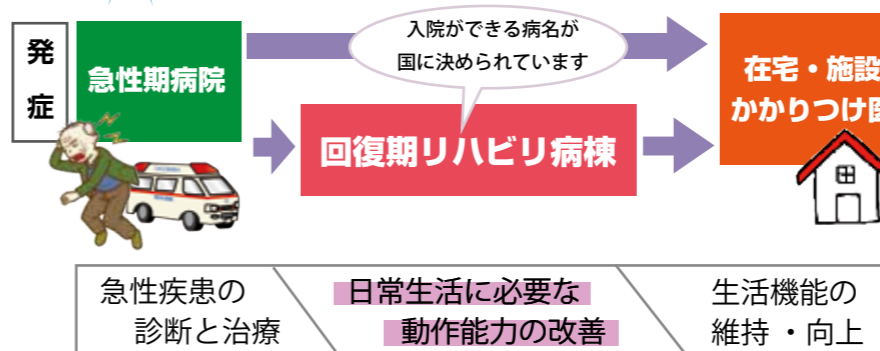 発
症
急性期病院
入院ができる病名が
国に決められています
回復期リハビリ病棟
在宅・施設
かかりつけ
急性疾患の
診断と治療
日常生活に必要な
動作能力の改善
生活機能の
維持・向上